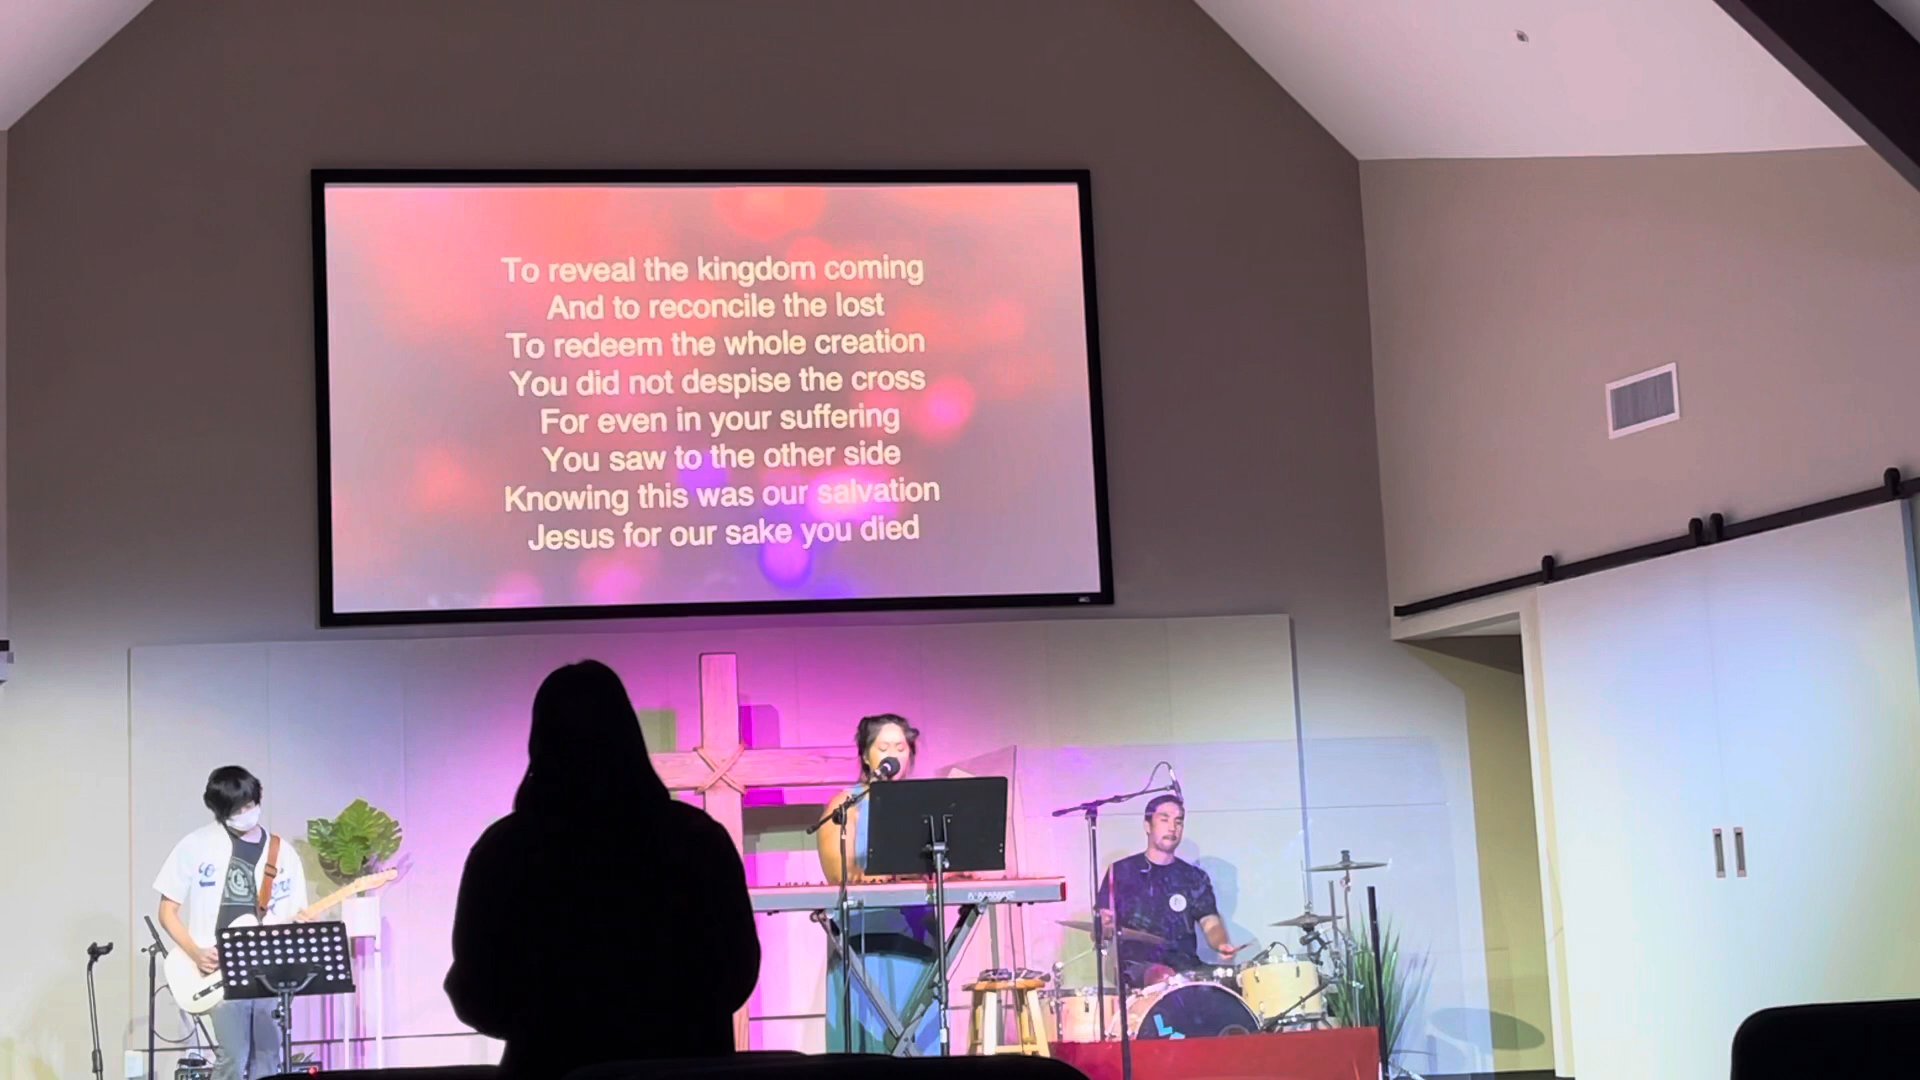 To reveal the kingdom coming
And to reconcile the lost
To redeem the whole creation
You did not despise the cross
For even in your suffering
You saw to the other side
Knowing this was our salvation
Jesus for our sake you died